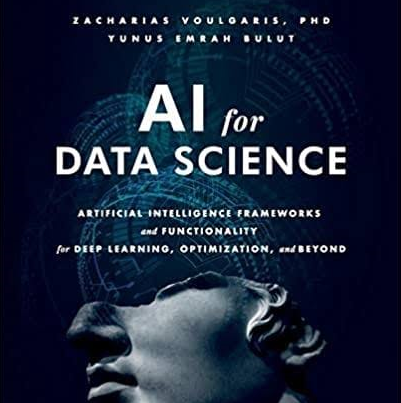 ZACHARIAS VOULGARIS, PHD
YUNUS EMRAH BULUT
AI for
DATA SCIENCE
ARTIFICIAL INTELLIGENCE FRAMEWORKS
and FUNCTIONALITY
for DEEP LEARNING, OPTIMIZATION, and BEYOND